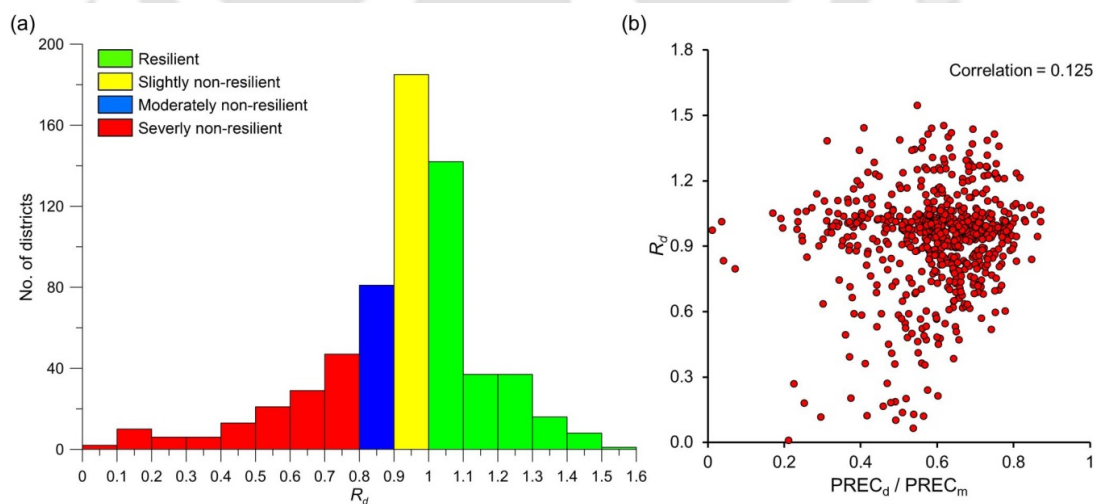 (a)
Resilient
Slightly non-resilient
Moderately non-resilient
Severly non-resilient
No. of districts
200
160
120
80
40
0
0 0.1 0.2 0.3 0.4 0.5 0.6 0.7 0.8 0.9 1 1.1 1.2 1.3 1.4 1.5 1.6
R_d
(b)
Correlation = 0.125
R_d
1.8
1.5
1.2
0.9
0.6
0.3
0.0
0 0.2 0.4 0.6 0.8 1
PREC_d / PREC_m